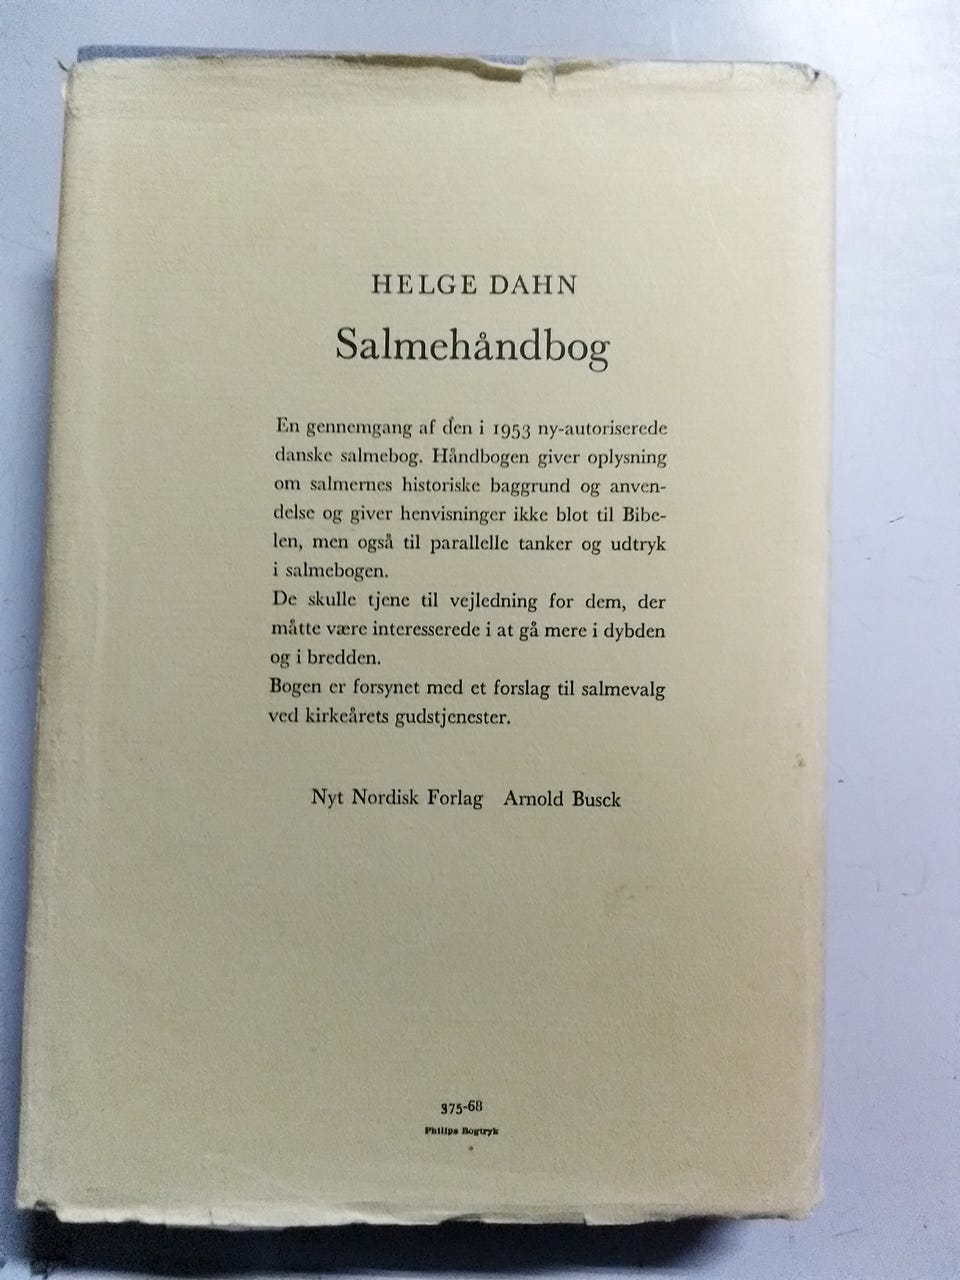 HELGE DAHN
Salmehåndbog
En gennemgang af den i 1953 ny-autoriserede
danske salmebog. Håndbogen giver oplysning
om salmernes historiske baggrund og anven-
delse og giver henvisninger ikke blot til Bibe-
len, men også til parallelle tanker og udtryk
i salmebogen.
De skulle tjene til vejledning for dem, der
måtte være interesserede i at gå mere i dybden
og i bredden.
Bogen er forsynet med et forslag til salmevalg
ved kirkeårets gudstjenester.
Nyt Nordisk Forlag Arnold Busck
375-68
Philips Bogtryk